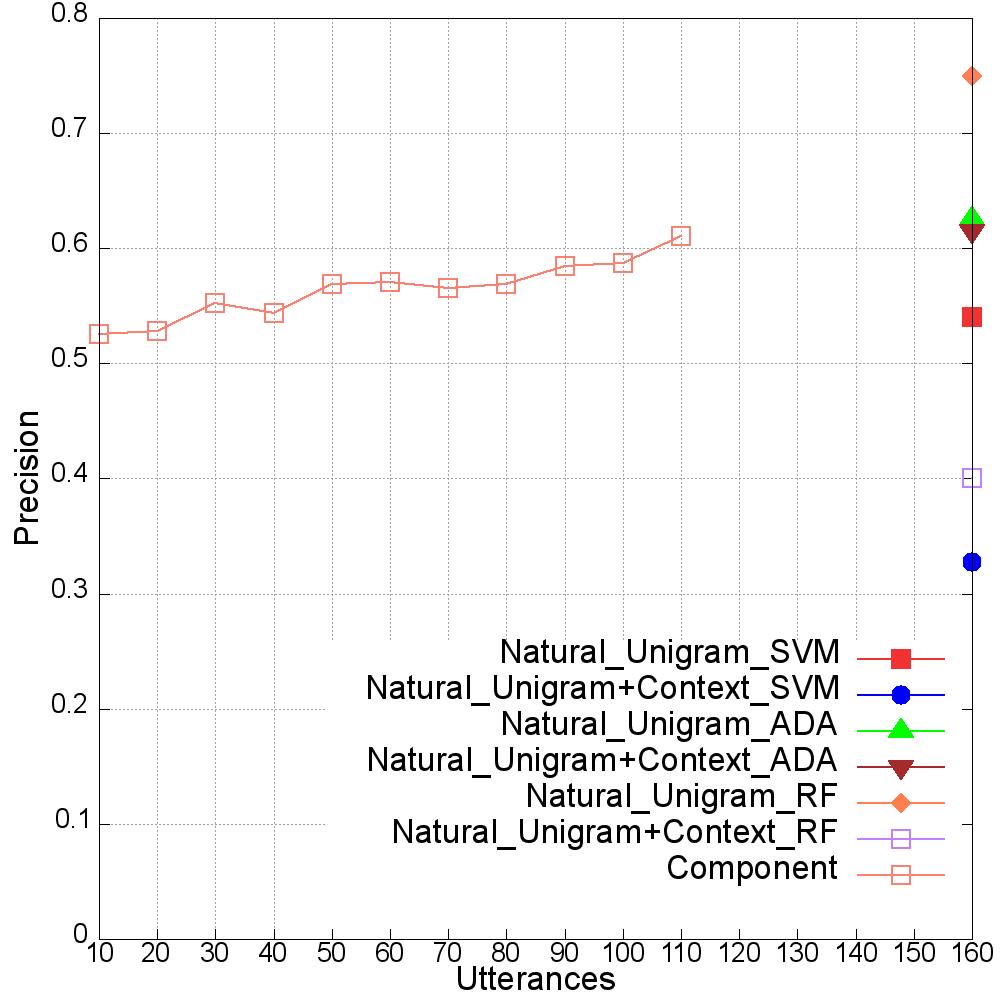 0.8
0.7
0.6
0.5
0.4
0.3
0.2
0.1
0
Precision
Natural_Unigram_SVM
Natural_Unigram+Context_SVM
Natural_Unigram_ADA
Natural_Unigram+Context_ADA
Natural_Unigram_RF
Natural_Unigram+Context_RF
Component
10 20 30 40 50 60 70 80 90 100 110 120 130 140 150 160
Utterances